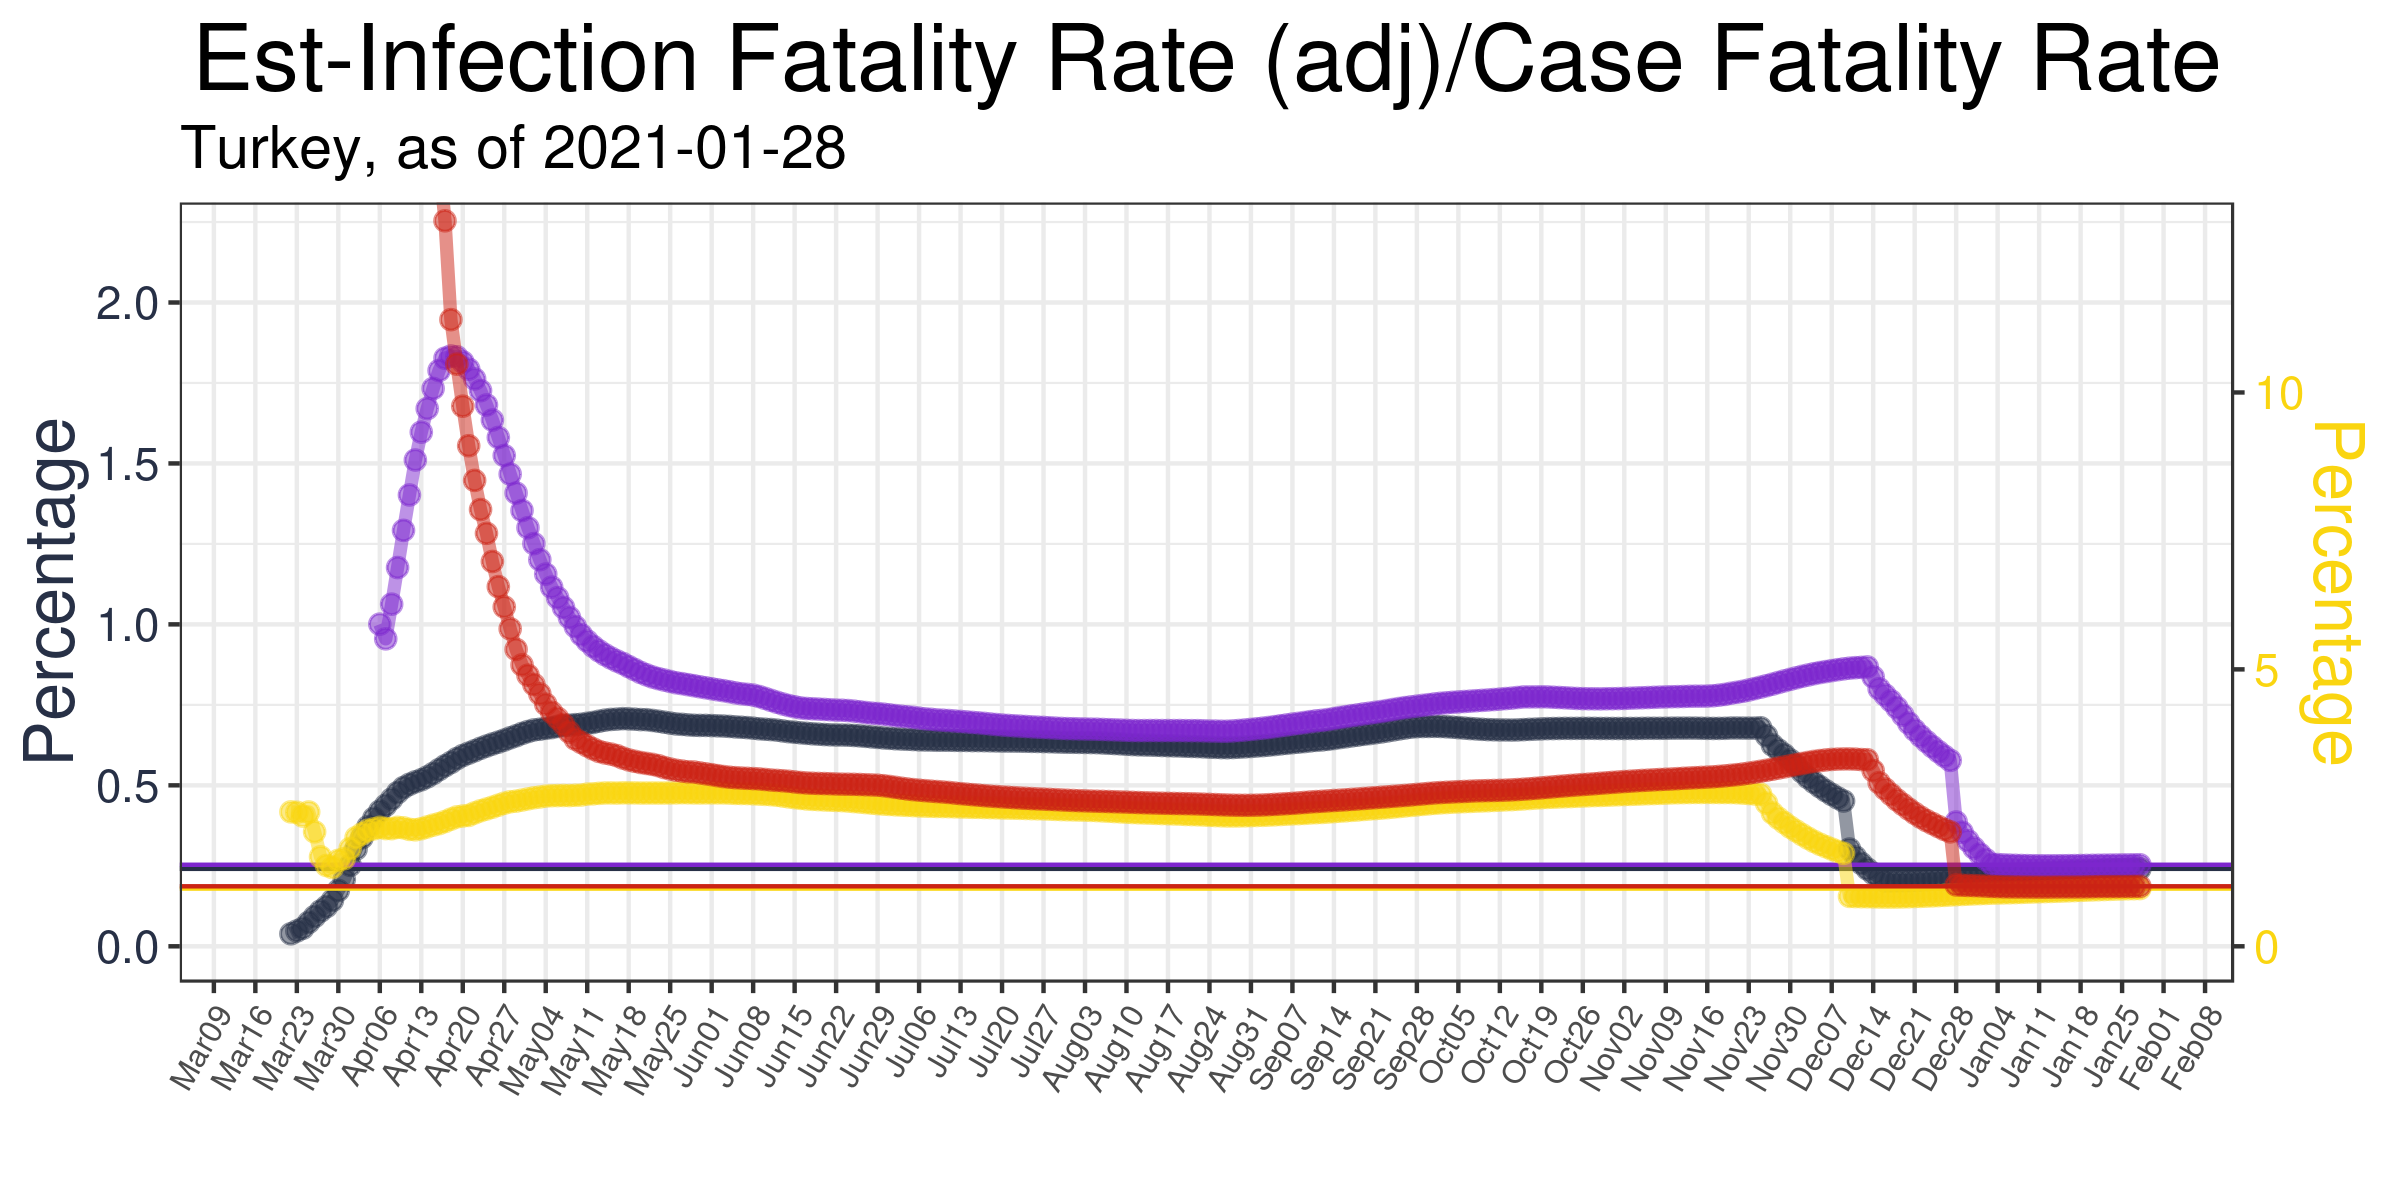 Est-Infection Fatality Rate (adj)/Case Fatality Rate
Turkey, as of 2021-01-28
Percentage
2.0
1.5
1.0
0.5
0.0
10
5
0
Percentage
Mar09
Mar16
Mar23
Mar30
Apr06
Apr13
Apr20
Apr27
May04
May11
May18
May25
Jun01
Jun08
Jun15
Jun22
Jun29
Jul06
Jul13
Jul20
Jul27
Aug03
Aug10
Aug17
Aug24
Aug31
Sep07
Sep14
Sep21
Sep28
Oct05
Oct12
Oct19
Oct26
Nov02
Nov09
Nov16
Nov23
Nov30
Dec07
Dec14
Dec21
Dec28
Jan04
Jan11
Jan18
Jan25
Feb01
Feb08